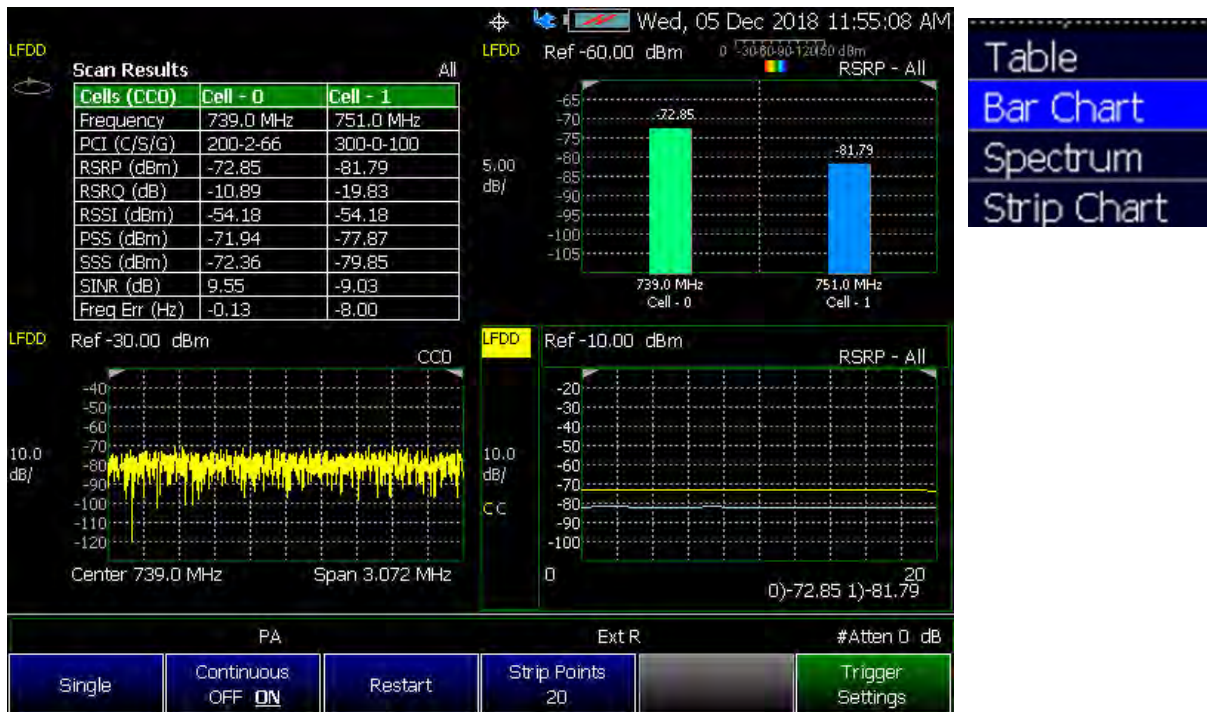 Wed, 05 Dec 2018 11:55:08 AM
LFDD
Scan Results All
Cells (CC0) Cell - 0 Cell - 1
Frequency 739.0 MHz 751.0 MHz
PCI (C/S/G) 200-2-66 300-0-100
RSRP (dBm) -72.85 -81.79
RSRQ (dB) -10.89 -19.83
RSSI (dBm) -54.18 -54.18
PSS (dBm) -71.94 -77.87
SSS (dBm) -72.36 -79.85
SINR (dB) 9.55 -9.03
Freq Err (Hz) -0.13 -8.00
LFDD Ref -60.00 dBm 0 -30-60-90-120 dBm
RSRP - All
-65
-70
-75
-80
-85
-90
-95
-100
-105
5.00
dB/
-72.85
-81.79
739.0 MHz 751.0 MHz
Cell - 0 Cell - 1
LFDD Ref -30.00 dBm
CC0
-40
-50
-60
-70
-80
-90
-100
-110
-120
10.0
dB/
Center 739.0 MHz Span 3.072 MHz
LFDD Ref -10.00 dBm
RSRP - All
-20
-30
-40
-50
-60
-70
-80
-90
-100
10.0
dB/
CC
0 20
0)-72.85 1)-81.79
PA Ext R #Atten 0 dB
Single
Continuous
OFF ON
Restart
Strip Points
20
Trigger
Settings
Table
Bar Chart
Spectrum
Strip Chart